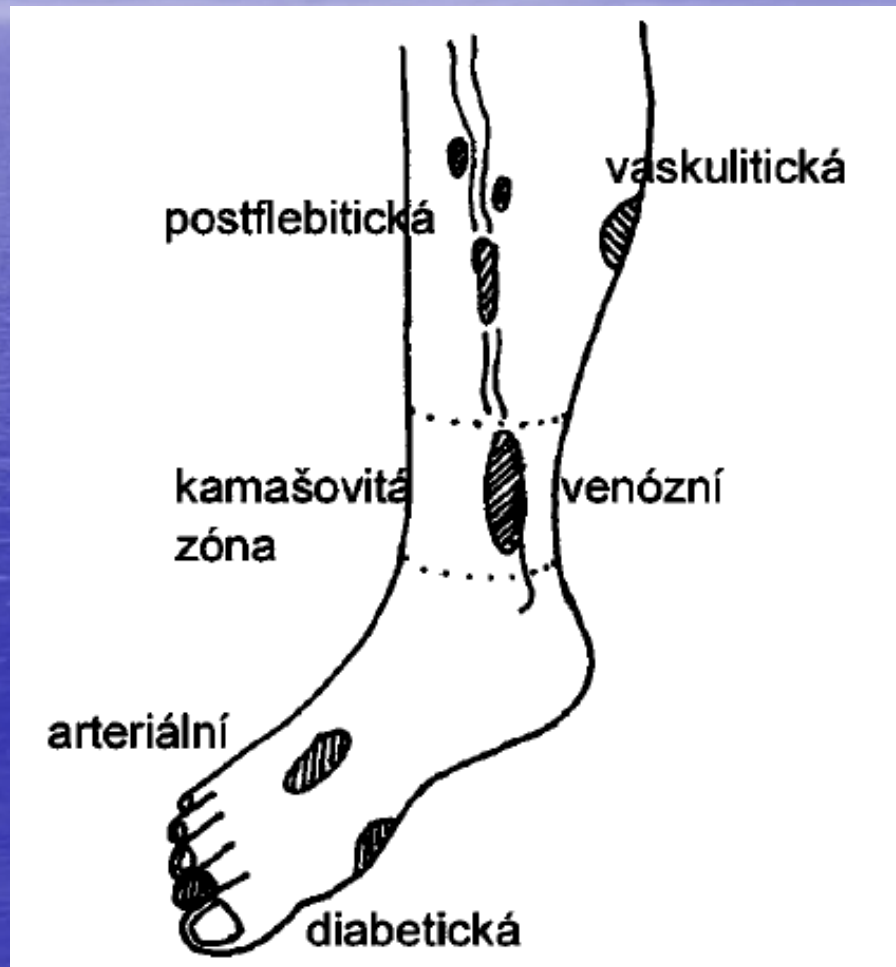 vaskulitická
postflebitická
kamašovitá
zóna
venózní
arteriální
diabetická